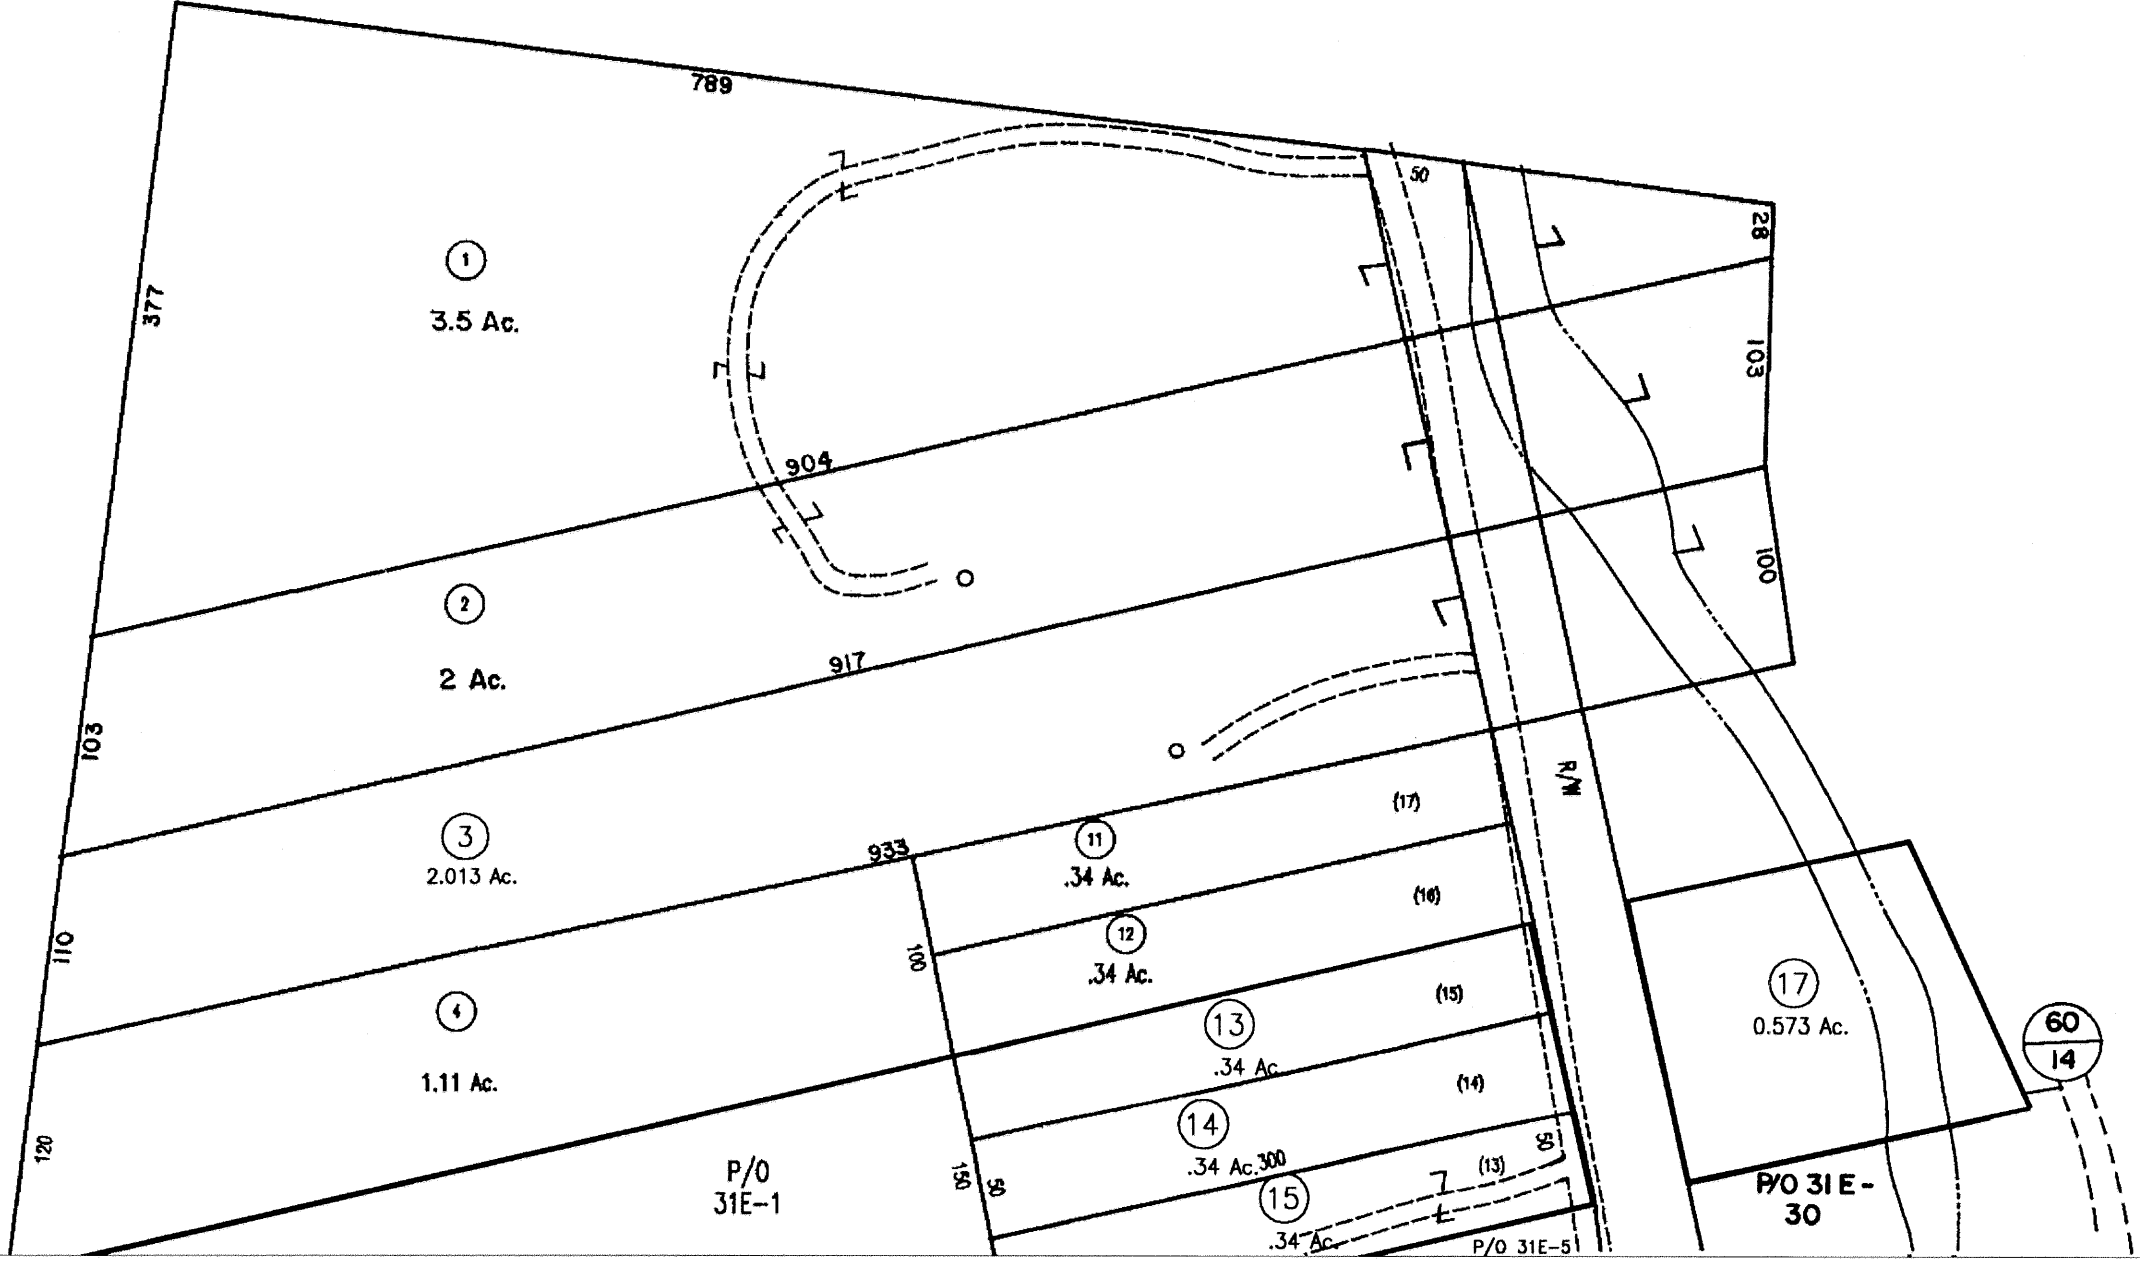 789
50
28
1
3.5 Ac.
377
103
904
2
2 Ac.
917
100
103
R/W
(17)
3
2.013 Ac.
933
11
.34 Ac.
(16)
110
100
12
.34 Ac.
17
0.573 Ac.
(15)
4
1.11 Ac.
13
.34 Ac
60
14
(14)
120
14
.34 Ac.
300
50
(13)
P/O
31E-1
150
50
15
.34 Ac.
P/O 31E-5
P/O 31E-
30